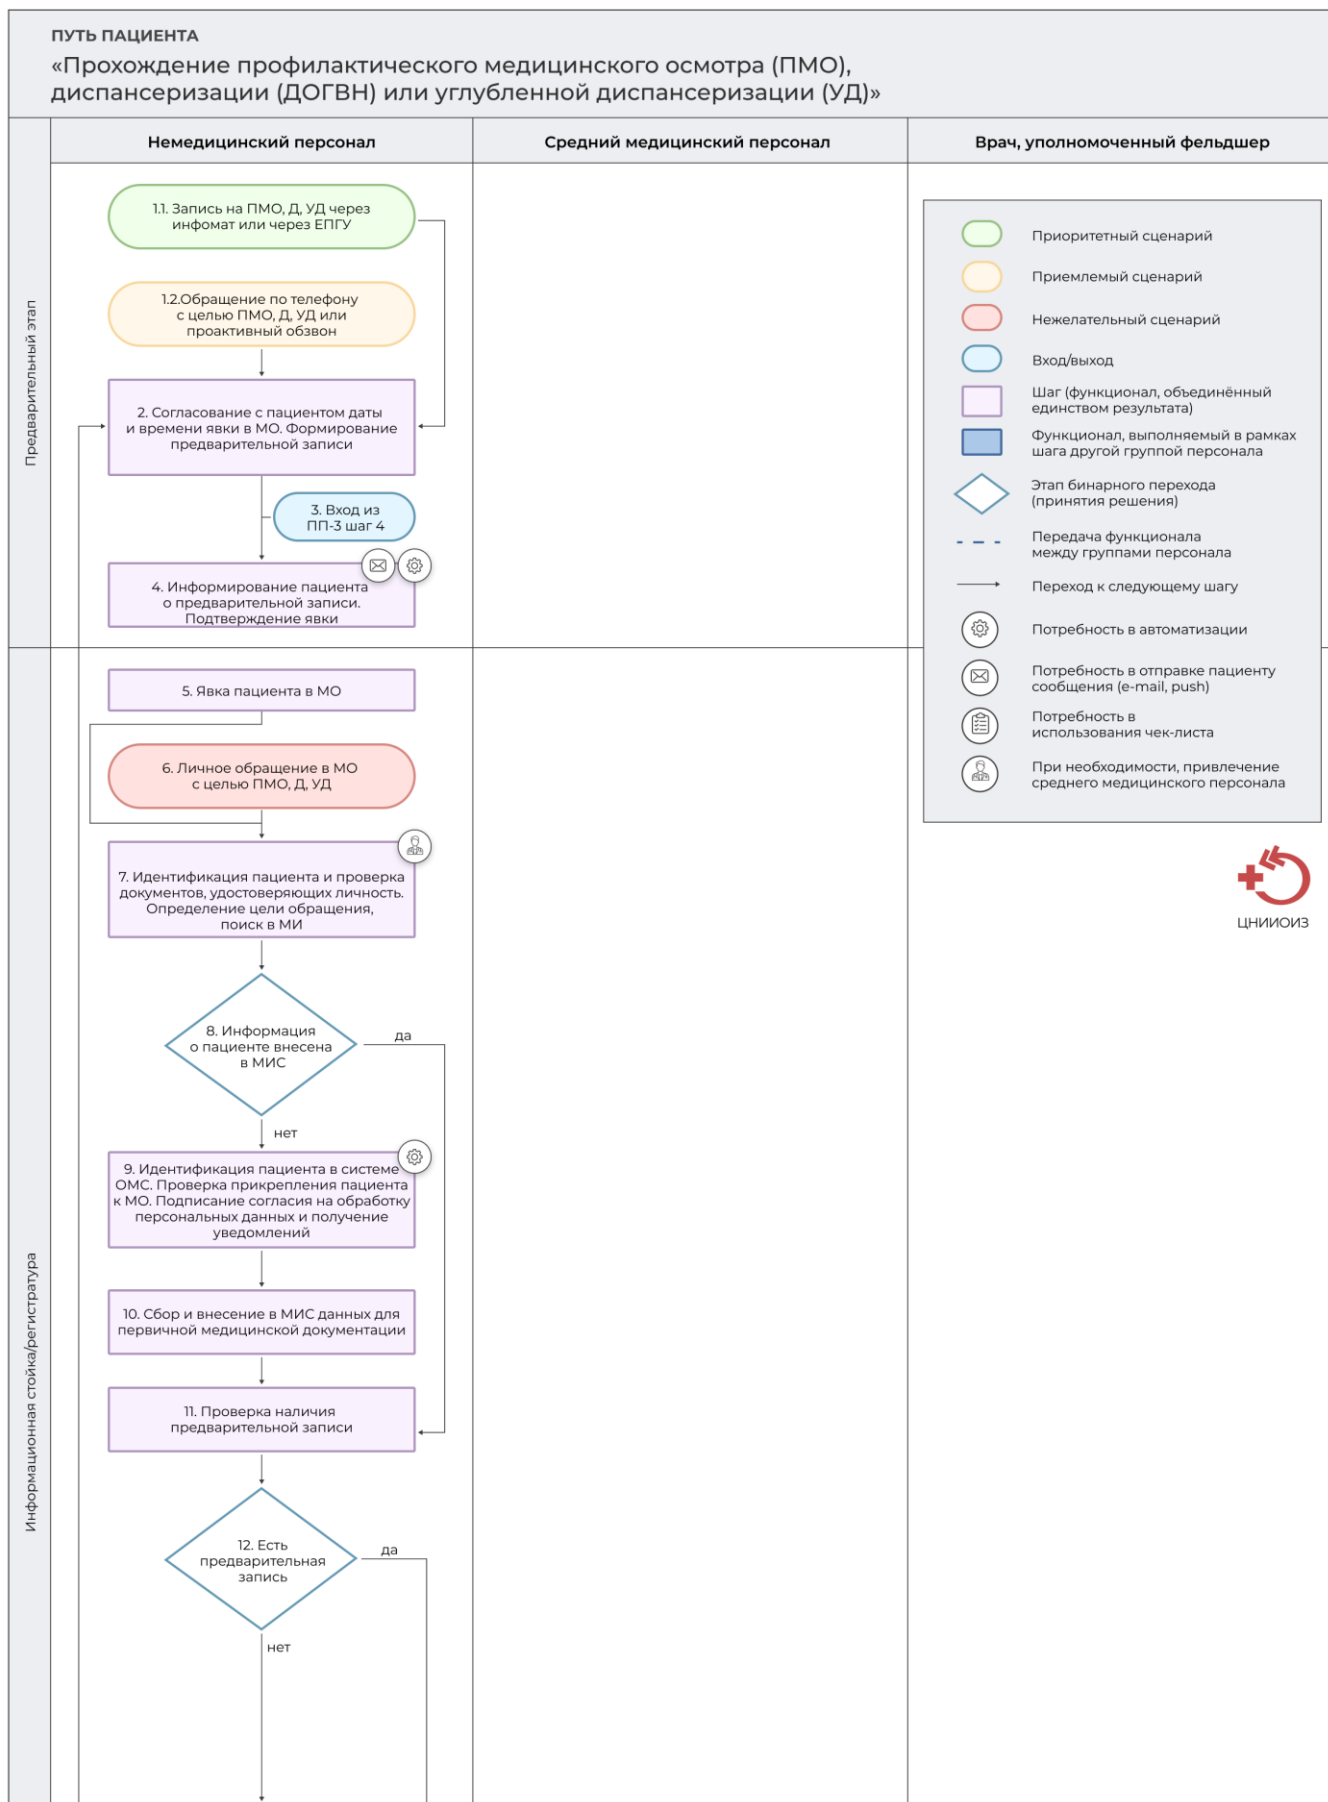 ПУТЬ ПАЦИЕНТА
«Прохождение профилактического медицинского осмотра (ПМО),
диспансеризации (ДОГВН) или углубленной диспансеризации (УД)»
Немедицинский персонал
Средний медицинский персонал
Врач, уполномоченный фельдшер
Предварительный этап
1.1. Запись на ПМО, Д, УД через
инфомат или через ЕПГУ
1.2.Обращение по телефону
с целью ПМО, Д, УД или
проактивный обзвон
2. Согласование с пациентом даты
и времени явки в МО. Формирование
предварительной записи
3. Вход из
ПП-3 шаг 4
4. Информирование пациента
о предварительной записи.
Подтверждение явки
Приоритетный сценарий
Приемлемый сценарий
Нежелательный сценарий
Вход/выход
Шаг (функционал, объединённый
единством результата)
Функционал, выполняемый в рамках
шага другой группой персонала
Этап бинарного перехода
(принятия решения)
Передача функционала
между группами персонала
Переход к следующему шагу
Потребность в автоматизации
Потребность в отправке пациенту
сообщения (e-mail, push)
Потребность в
использования чек-листа
При необходимости, привлечение
среднего медицинского персонала
ЦНИИОИЗ
Информационная стойка/регистратура
5. Явка пациента в МО
6. Личное обращение в МО
с целью ПМО, Д, УД
7. Идентификация пациента и проверка
документов, удостоверяющих личность.
Определение цели обращения,
поиск в МИ
8. Информация
о пациенте внесена
в МИС
да
нет
9. Идентификация пациента в системе
ОМС. Проверка прикрепления пациента
к МО. Подписание согласия на обработку
персональных данных и получение
уведомлений
10. Сбор и внесение в МИС данных для
первичной медицинской документации
11. Проверка наличия
предварительной записи
12. Есть
предварительная
запись
да
нет